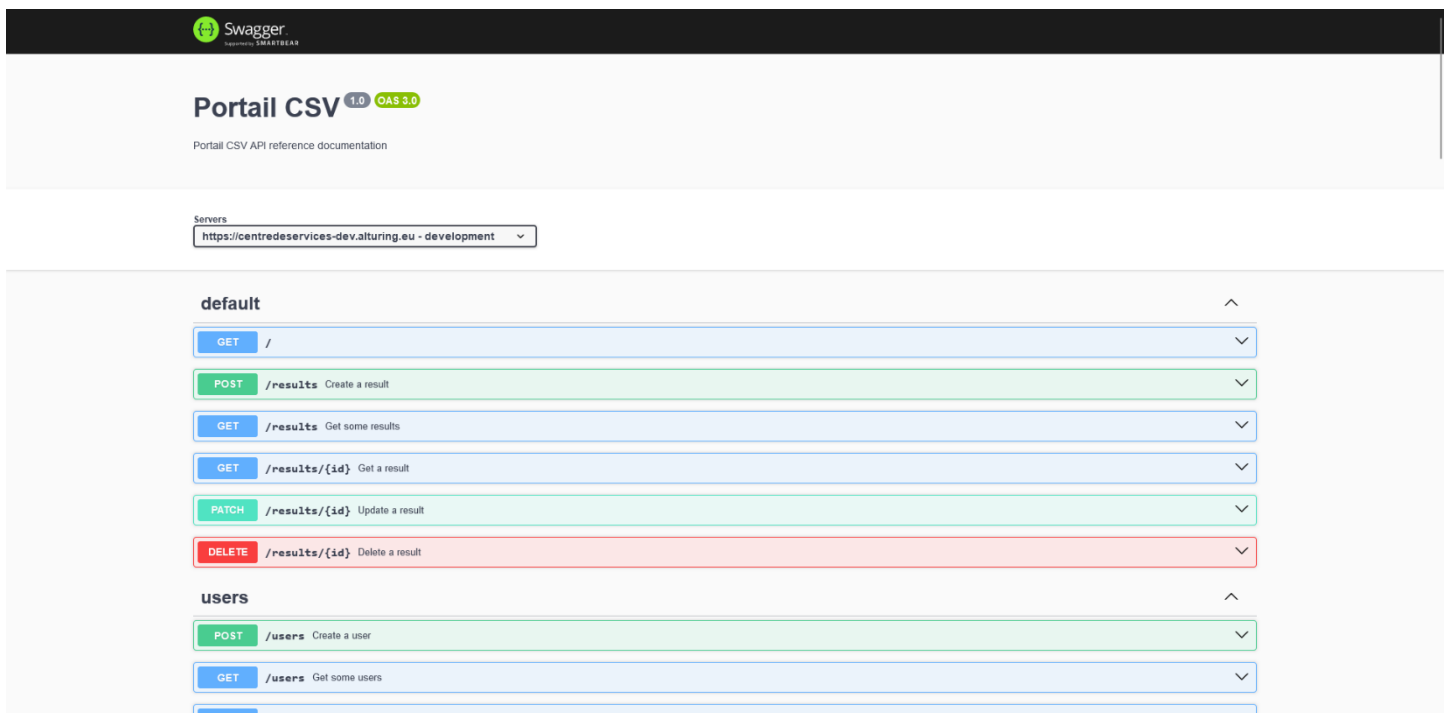 Swagger.
Supported by SMARTBEAR
Portail CSV 1.0 OAS 3.0
Portail CSV API reference documentation
Servers
https://centredeservices-dev.alturing.eu - development
default
GET /
POST /results Create a result
GET /results Get some results
GET /results/{id} Get a result
PATCH /results/{id} Update a result
DELETE /results/{id} Delete a result
users
POST /users Create a user
GET /users Get some users